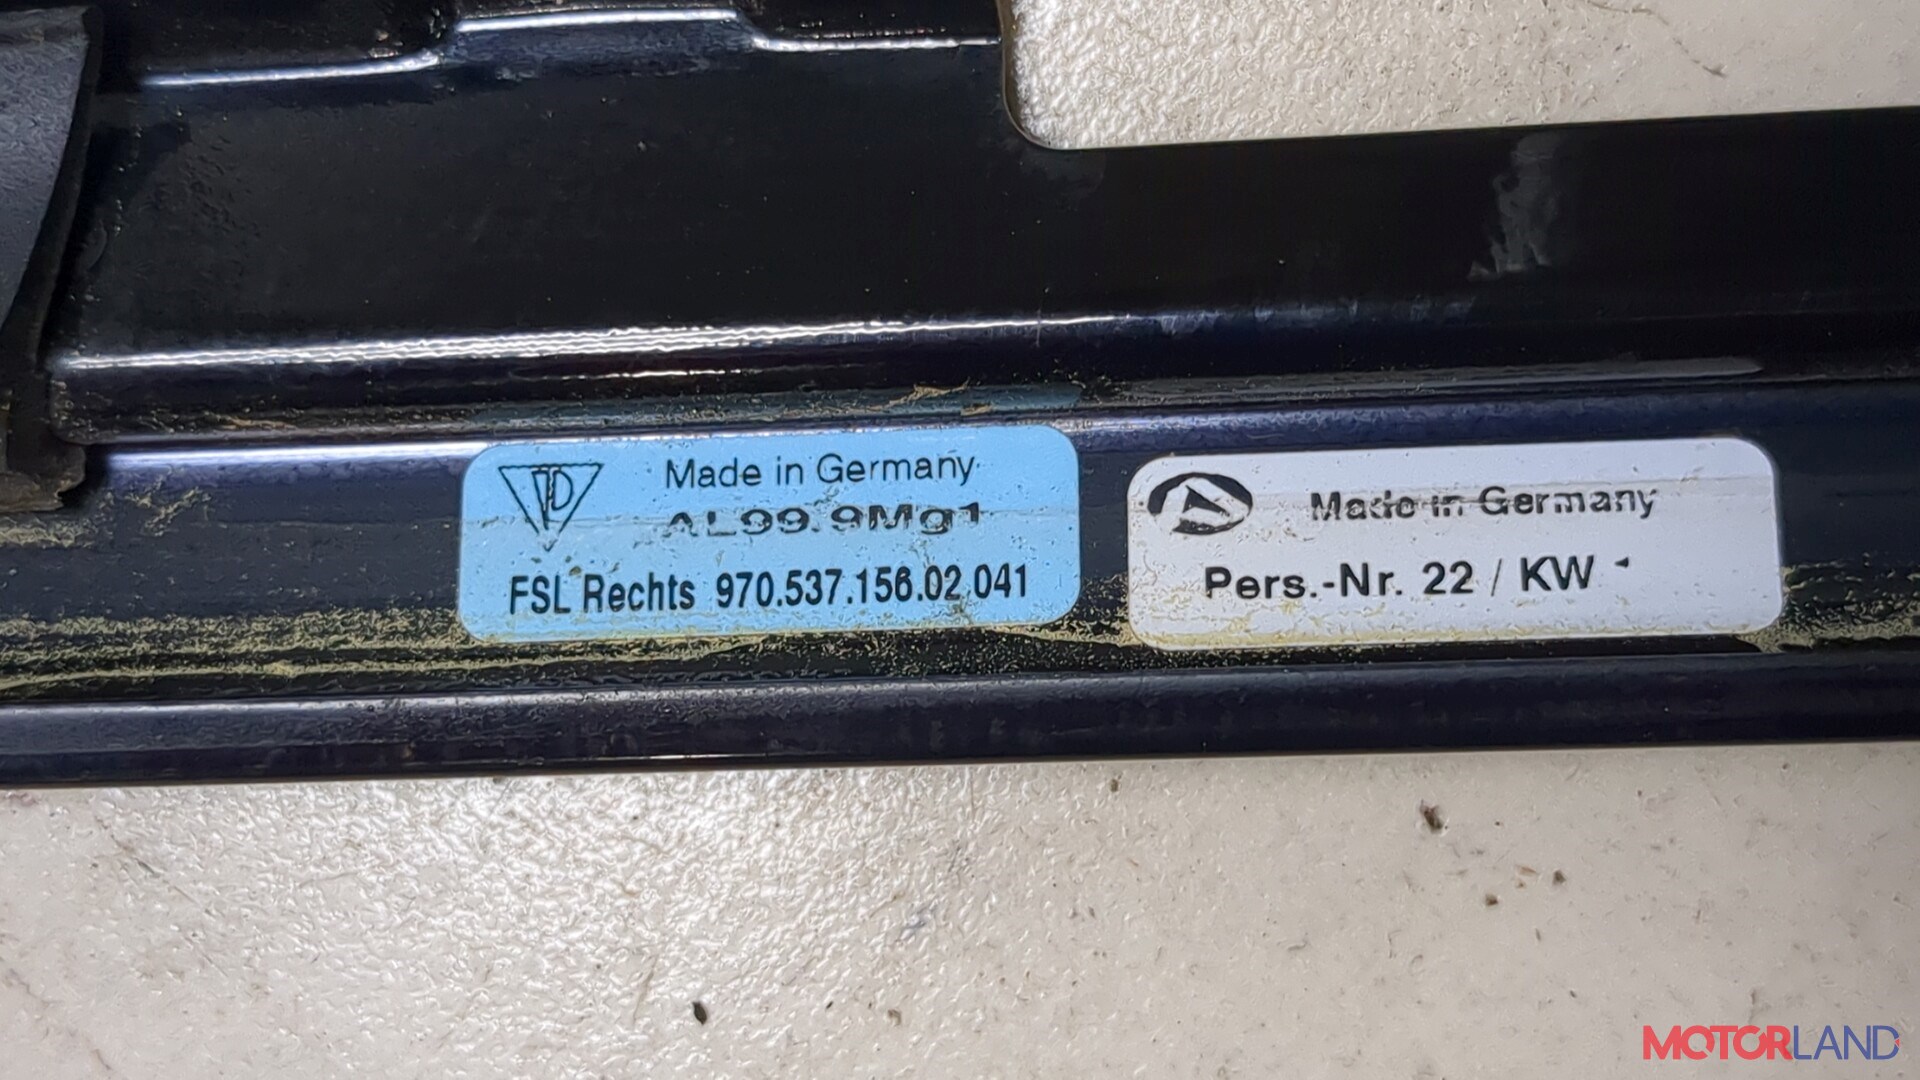 Made in Germany
AL99.9Mg1
FSL Rechts 970.537.156.02.041
Made in Germany
Pers.-Nr. 22 / KW
MOTORLAND